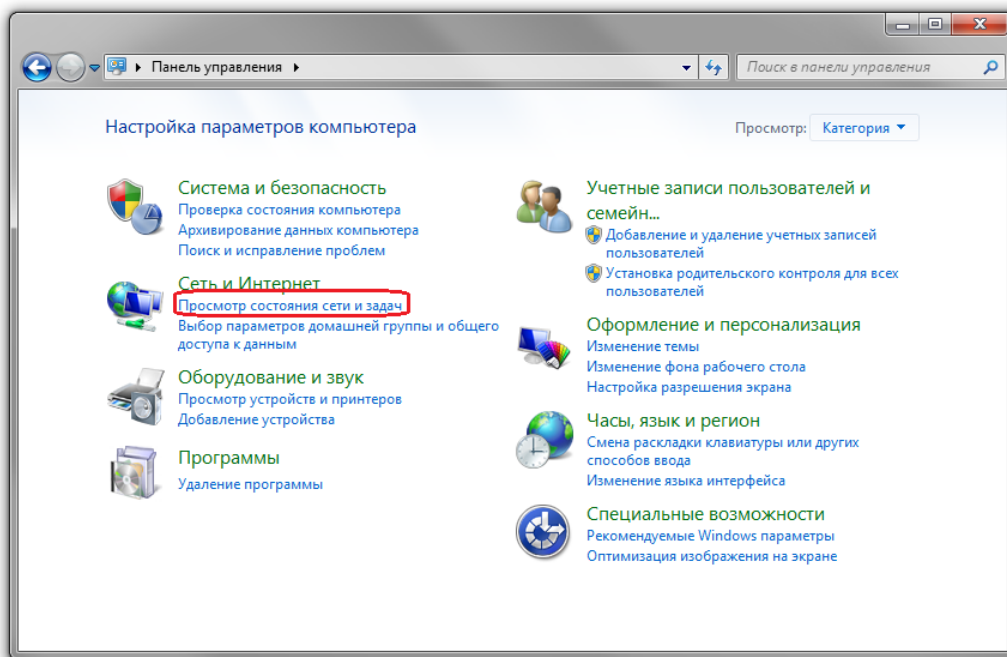 Панель управления
Поиск в панели управления
Настройка параметров компьютера
Просмотр: Категория
Система и безопасность
Проверка состояния компьютера
Архивирование данных компьютера
Поиск и исправление проблем
Сеть и Интернет
Просмотр состояния сети и задач
Выбор параметров домашней группы и общего
доступа к данным
Оборудование и звук
Просмотр устройств и принтеров
Добавление устройства
Программы
Удаление программы
Учетные записи пользователей и
семейн...
Добавление и удаление учетных записей
пользователей
Установка родительского контроля для всех
пользователей
Оформление и персонализация
Изменение темы
Изменение фона рабочего стола
Настройка разрешения экрана
Часы, язык и регион
Смена раскладки клавиатуры или других
способов ввода
Изменение языка интерфейса
Специальные возможности
Рекомендуемые Windows параметры
Оптимизация изображения на экране